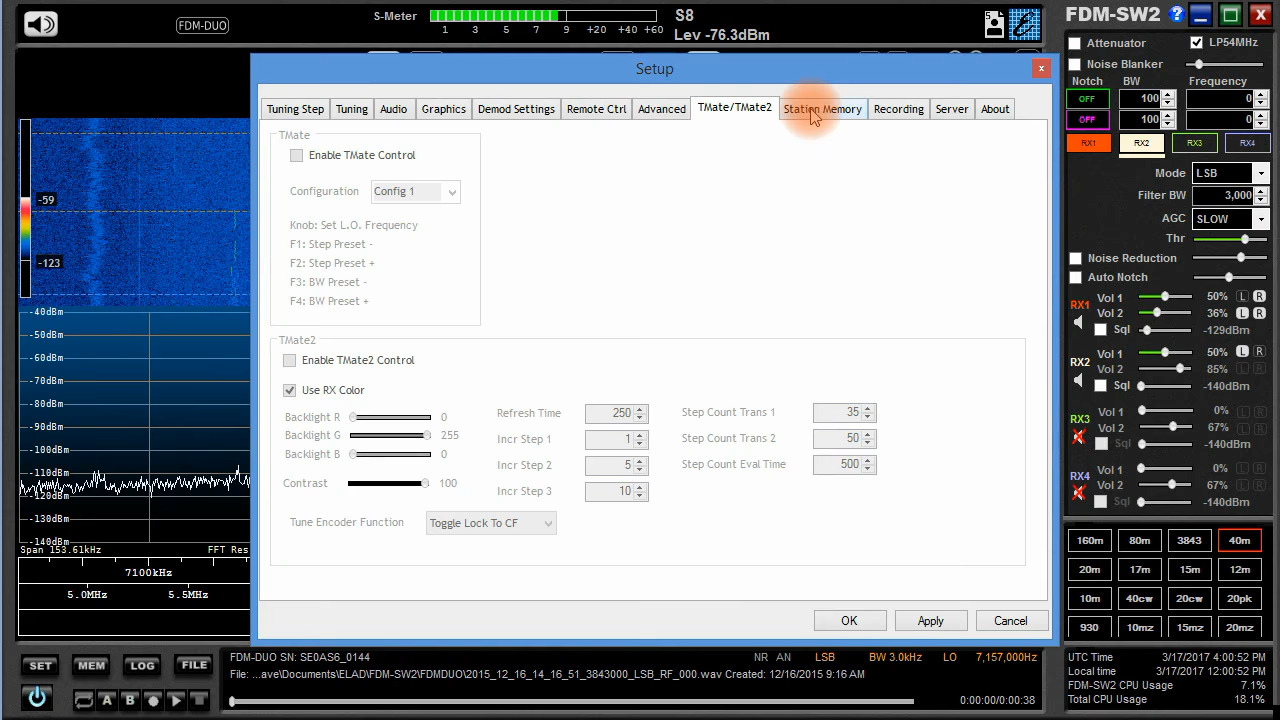 FDM-DUO
S-Meter
1 3 5 7 9 +20 +40 +60
S8
Lev -76.3dBm
5
FDM-SW2 ?
Attenuator LP54MHz
Noise Blanker
Notch BW Frequency
OFF 100 0
OFF 100 0
RX1 RX2 RX3 RX4
Mode LSB
Filter BW 3,000
AGC SLOW
Thr
Noise Reduction
Auto Notch
RX1 Vol 1 50% L R
Vol 2 36% L R
Sql -129dBm
RX2 Vol 1 50% L R
Vol 2 85% L R
Sql -140dBm
RX3 Vol 1 0% L R
Vol 2 67% L R
Sql -140dBm
RX4 Vol 1 0% L R
Vol 2 67% L R
Sql -140dBm
160m 80m 3843 40m
20m 17m 15m 12m
10m 40cw 20cw 20pk
930 10mz 15mz 20mz
UTC Time 3/17/2017 4:00:52 PM
Local Time 3/17/2017 12:00:52 PM
FDM-SW2 CPU Usage 7.1%
Total CPU Usage 18.1%
Setup x
Tuning Step Tuning Audio Graphics Demod Settings Remote Ctrl Advanced TMate/TMate2 Station Memory Recording Server About
TMate
Enable TMate Control
Configuration Config 1
Knob: Set L.O. Frequency
F1: Step Preset -
F2: Step Preset +
F3: BW Preset -
F4: BW Preset +
TMate2
Enable TMate2 Control
Use RX Color
Backlight R 0
Backlight G 255
Backlight B 0
Contrast 100
Refresh Time 250
Incr Step 1 1
Incr Step 2 5
Incr Step 3 10
Step Count Trans 1 35
Step Count Trans 2 50
Step Count Eval Time 500
Tune Encoder Function Toggle Lock To CF
OK Apply Cancel
-59
-123
-40dBm
-50dBm
-60dBm
-70dBm
-80dBm
-90dBm
-100dBm
-110dBm
-120dBm
-130dBm
-140dBm
Span 153.61kHz FFT Res
7100kHz
5.0MHz 5.5MHz
SET MEM LOG FILE
A B
FDM-DUO SN: SE0AS6_0144 NR AN LSB BW 3.0kHz LO 7,157,000Hz
File: ...ave\Documents\ELAD\FDM-SW2\FDMDUO\2015_12_16_14_16_51_3843000_LSB_RF_000.wav Created: 12/16/2015 9:16 AM
0:00:00/0:00:38